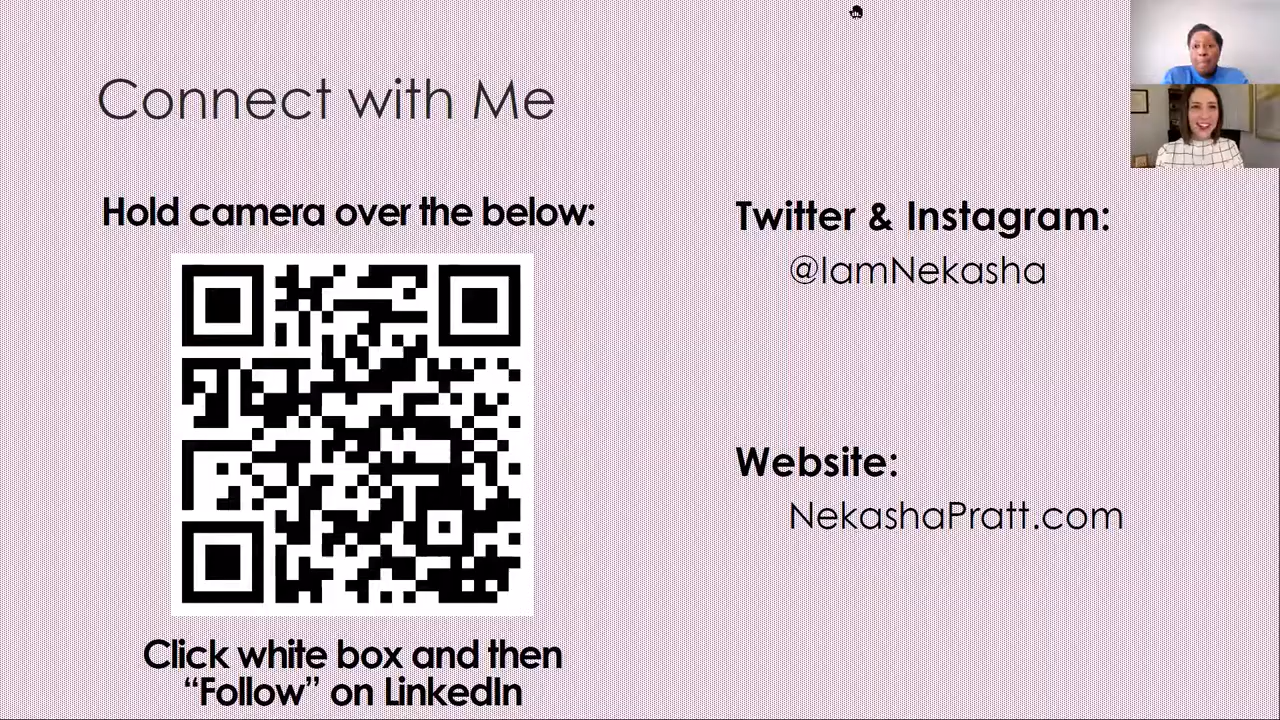 Connect with Me
Hold camera over the below:
Click white box and then
“Follow” on LinkedIn
Twitter & Instagram:
@IamNekasha
Website:
NekashaPratt.com